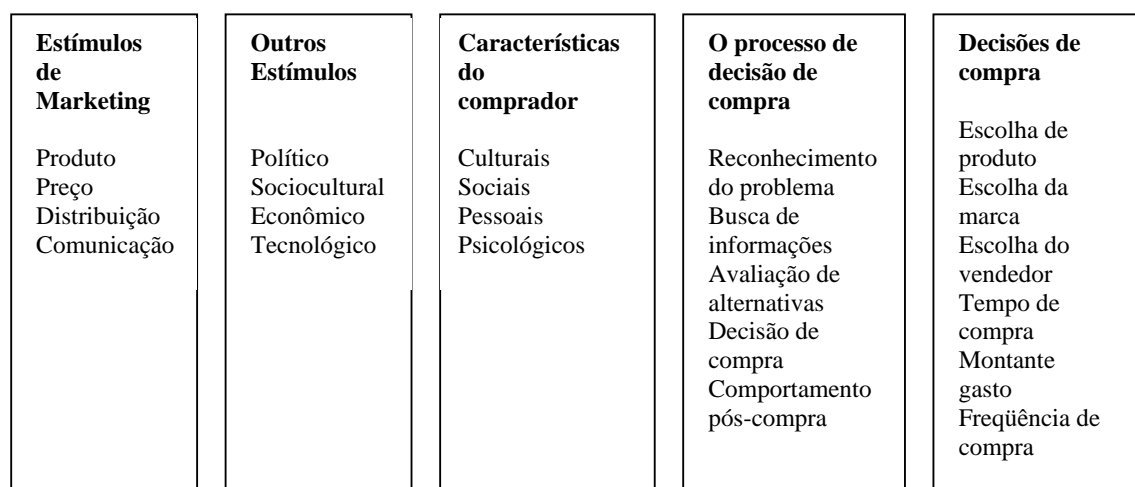 Estímulos
de
Marketing
Produto
Preço
Distribuição
Comunicação
Outros
Estímulos
Político
Sociocultural
Econômico
Tecnológico
Características
do
comprador
Culturais
Sociais
Pessoais
Psicológicos
O processo de
decisão de
compra
Reconhecimento
do problema
Busca de
informações
Avaliação de
alternativas
Decisão de
compra
Comportamento
pós-compra
Decisões de
compra
Escolha de
produto
Escolha da
marca
Escolha do
vendedor
Tempo de
compra
Montante
gasto
Freqüência de
compra